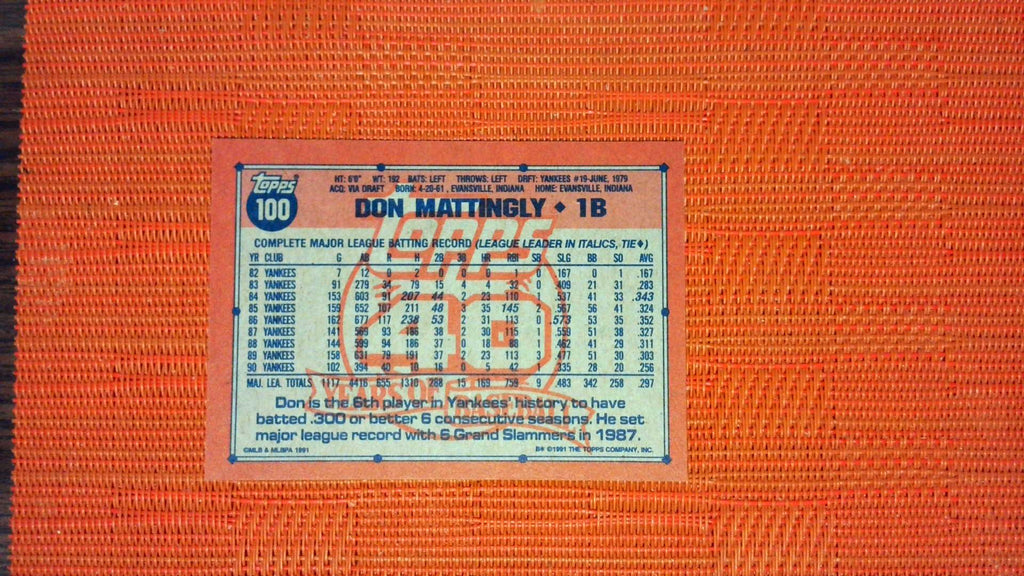 Topps
100
HT: 6'0" WT: 192 BATS: LEFT THROWS: LEFT DRFT: YANKEES #19-JUNE, 1979
ACQ: VIA DRAFT BORN: 4-20-61, EVANSVILLE, INDIANA HOME: EVANSVILLE, INDIANA
DON MATTINGLY ♦ 1B
COMPLETE MAJOR LEAGUE BATTING RECORD (LEAGUE LEADER IN ITALICS, TIE♦)
YR CLUB G AB R H 2B 3B HR RBI SB SLG BB SO AVG
82 YANKEES 7 12 0 2 0 0 0 1 0 .167 0 1 .167
83 YANKEES 91 279 34 79 15 4 4 32 0 .409 21 31 .283
84 YANKEES 153 603 91 207 44 2 23 110 1 .537 41 33 .343
85 YANKEES 159 652 107 211 48 3 35 145 2 .567 56 41 .324
86 YANKEES 162 677 117 238 53 2 31 113 0 .573 53 35 .352
87 YANKEES 141 569 93 186 38 2 30 115 1 .559 51 38 .327
88 YANKEES 144 599 94 186 37 0 18 88 1 .462 41 29 .311
89 YANKEES 158 631 79 191 37 2 23 113 3 .477 51 30 .303
90 YANKEES 102 394 40 16 0 5 42 1 .335 28 20 .256
MAJ. LEA. TOTALS 1117 4416 655 288 15 169 759 9 .483 342 258 .297
TOPPS
40
YEARS OF BASEBALL
Don is the 6th player in Yankees' history to have
batted .300 or better 6 consecutive seasons. He set
major league record with 6 Grand Slammers in 1987.
©MLB & MLBPA 1991 B* ©1991 THE TOPPS COMPANY, INC.